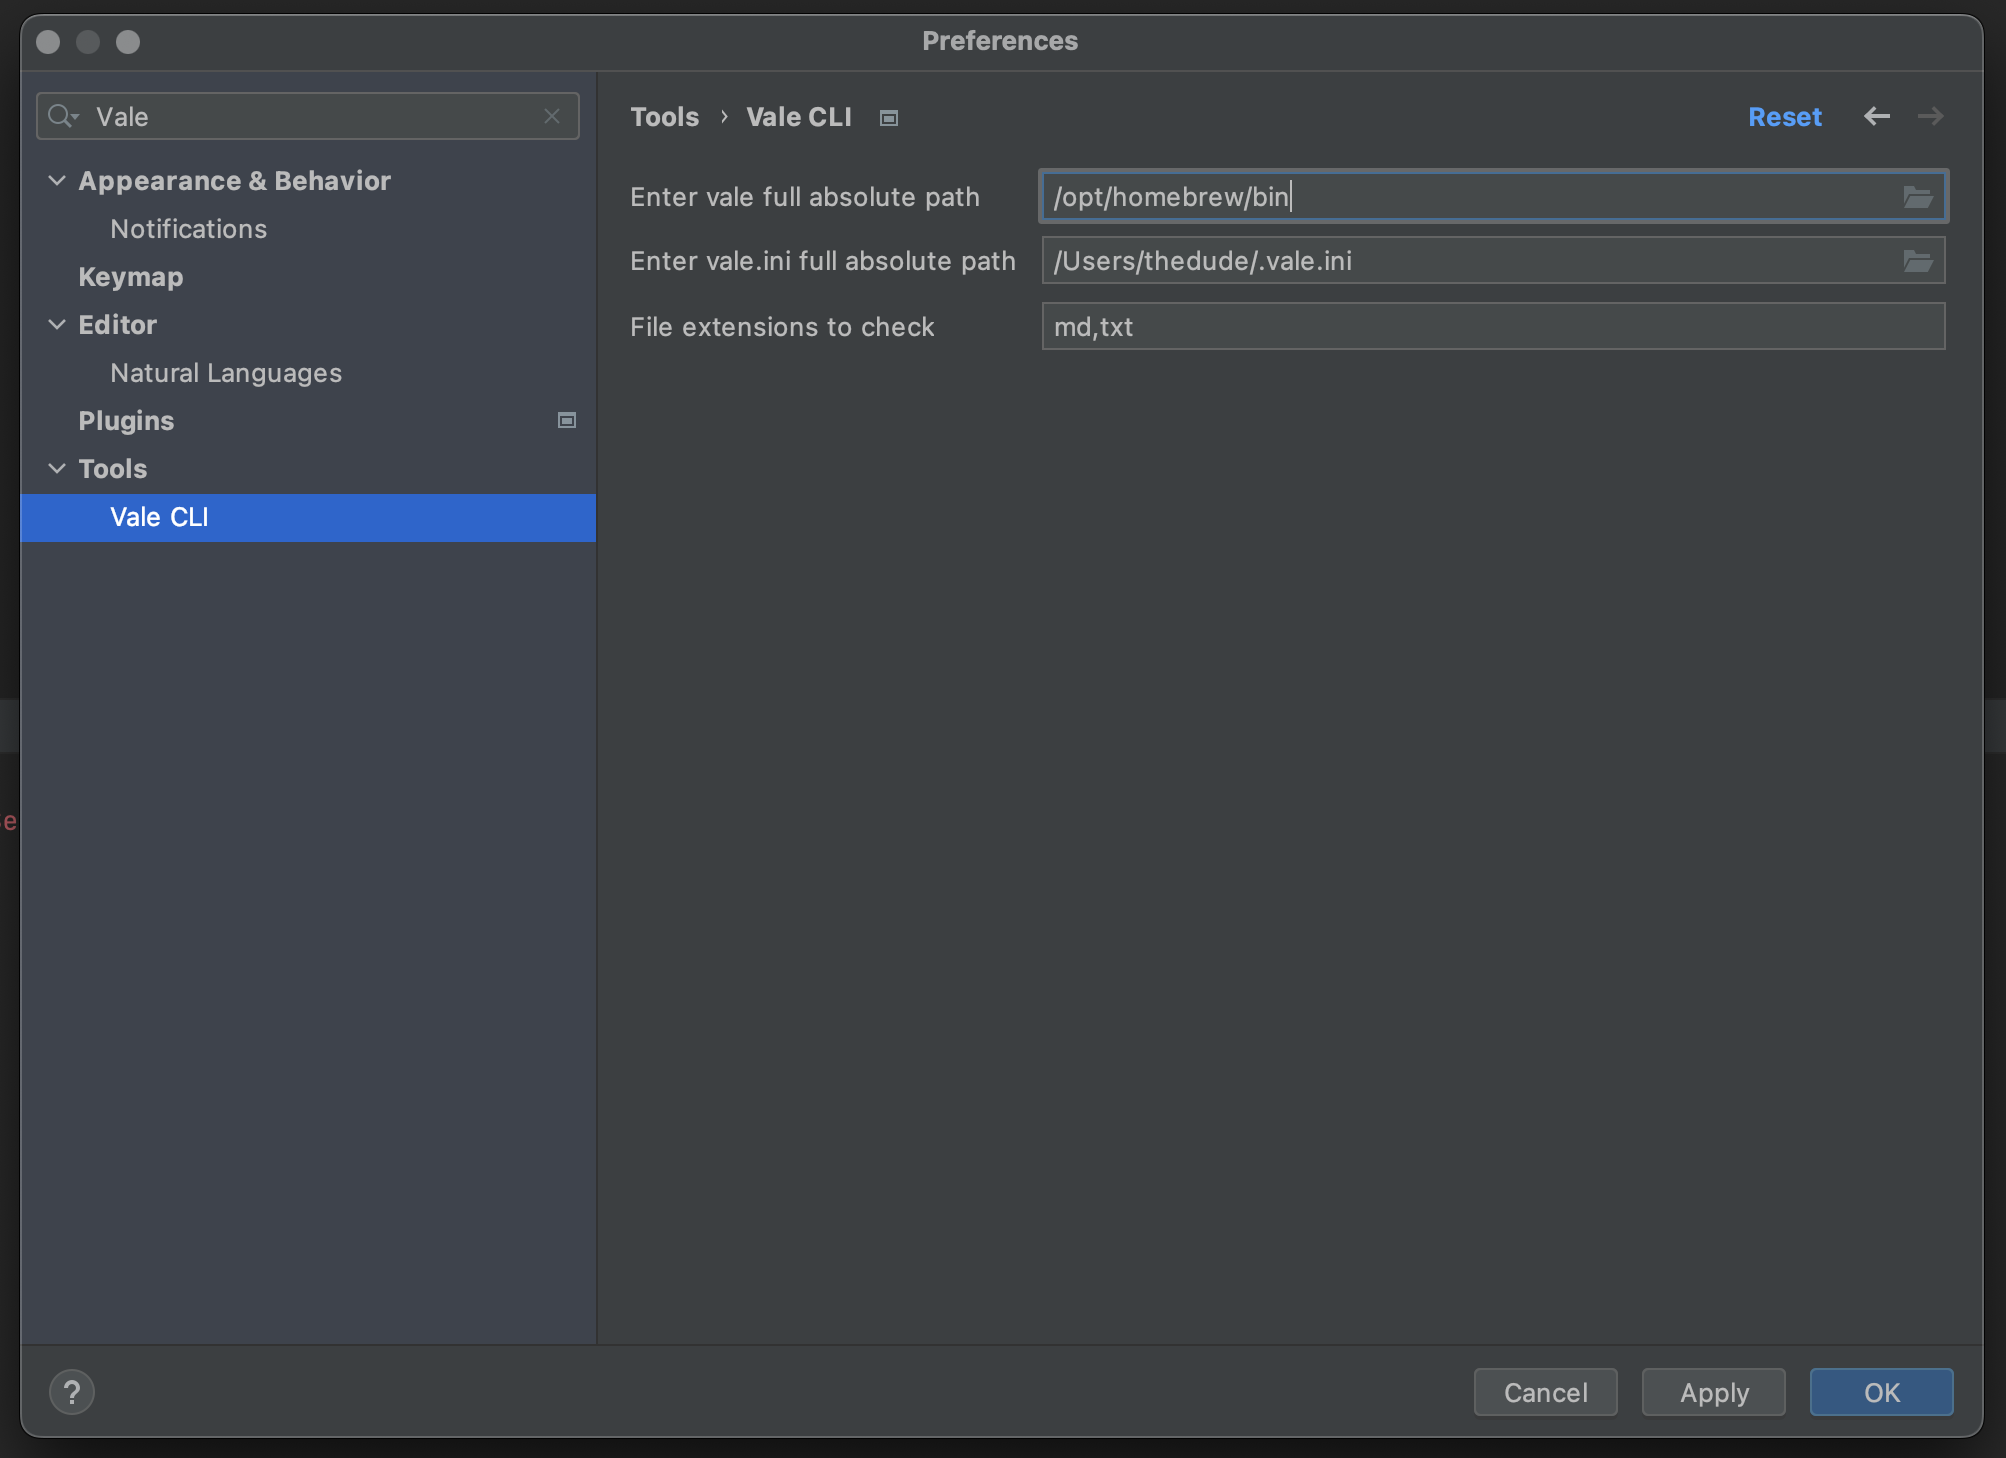 Preferences
Vale
Appearance & Behavior
Notifications
Keymap
Editor
Natural Languages
Plugins
Tools
Vale CLI
Tools › Vale CLI
Reset
Enter vale full absolute path
/opt/homebrew/bin
Enter vale.ini full absolute path
/Users/thedude/.vale.ini
File extensions to check
md,txt
e
?
Cancel
Apply
OK